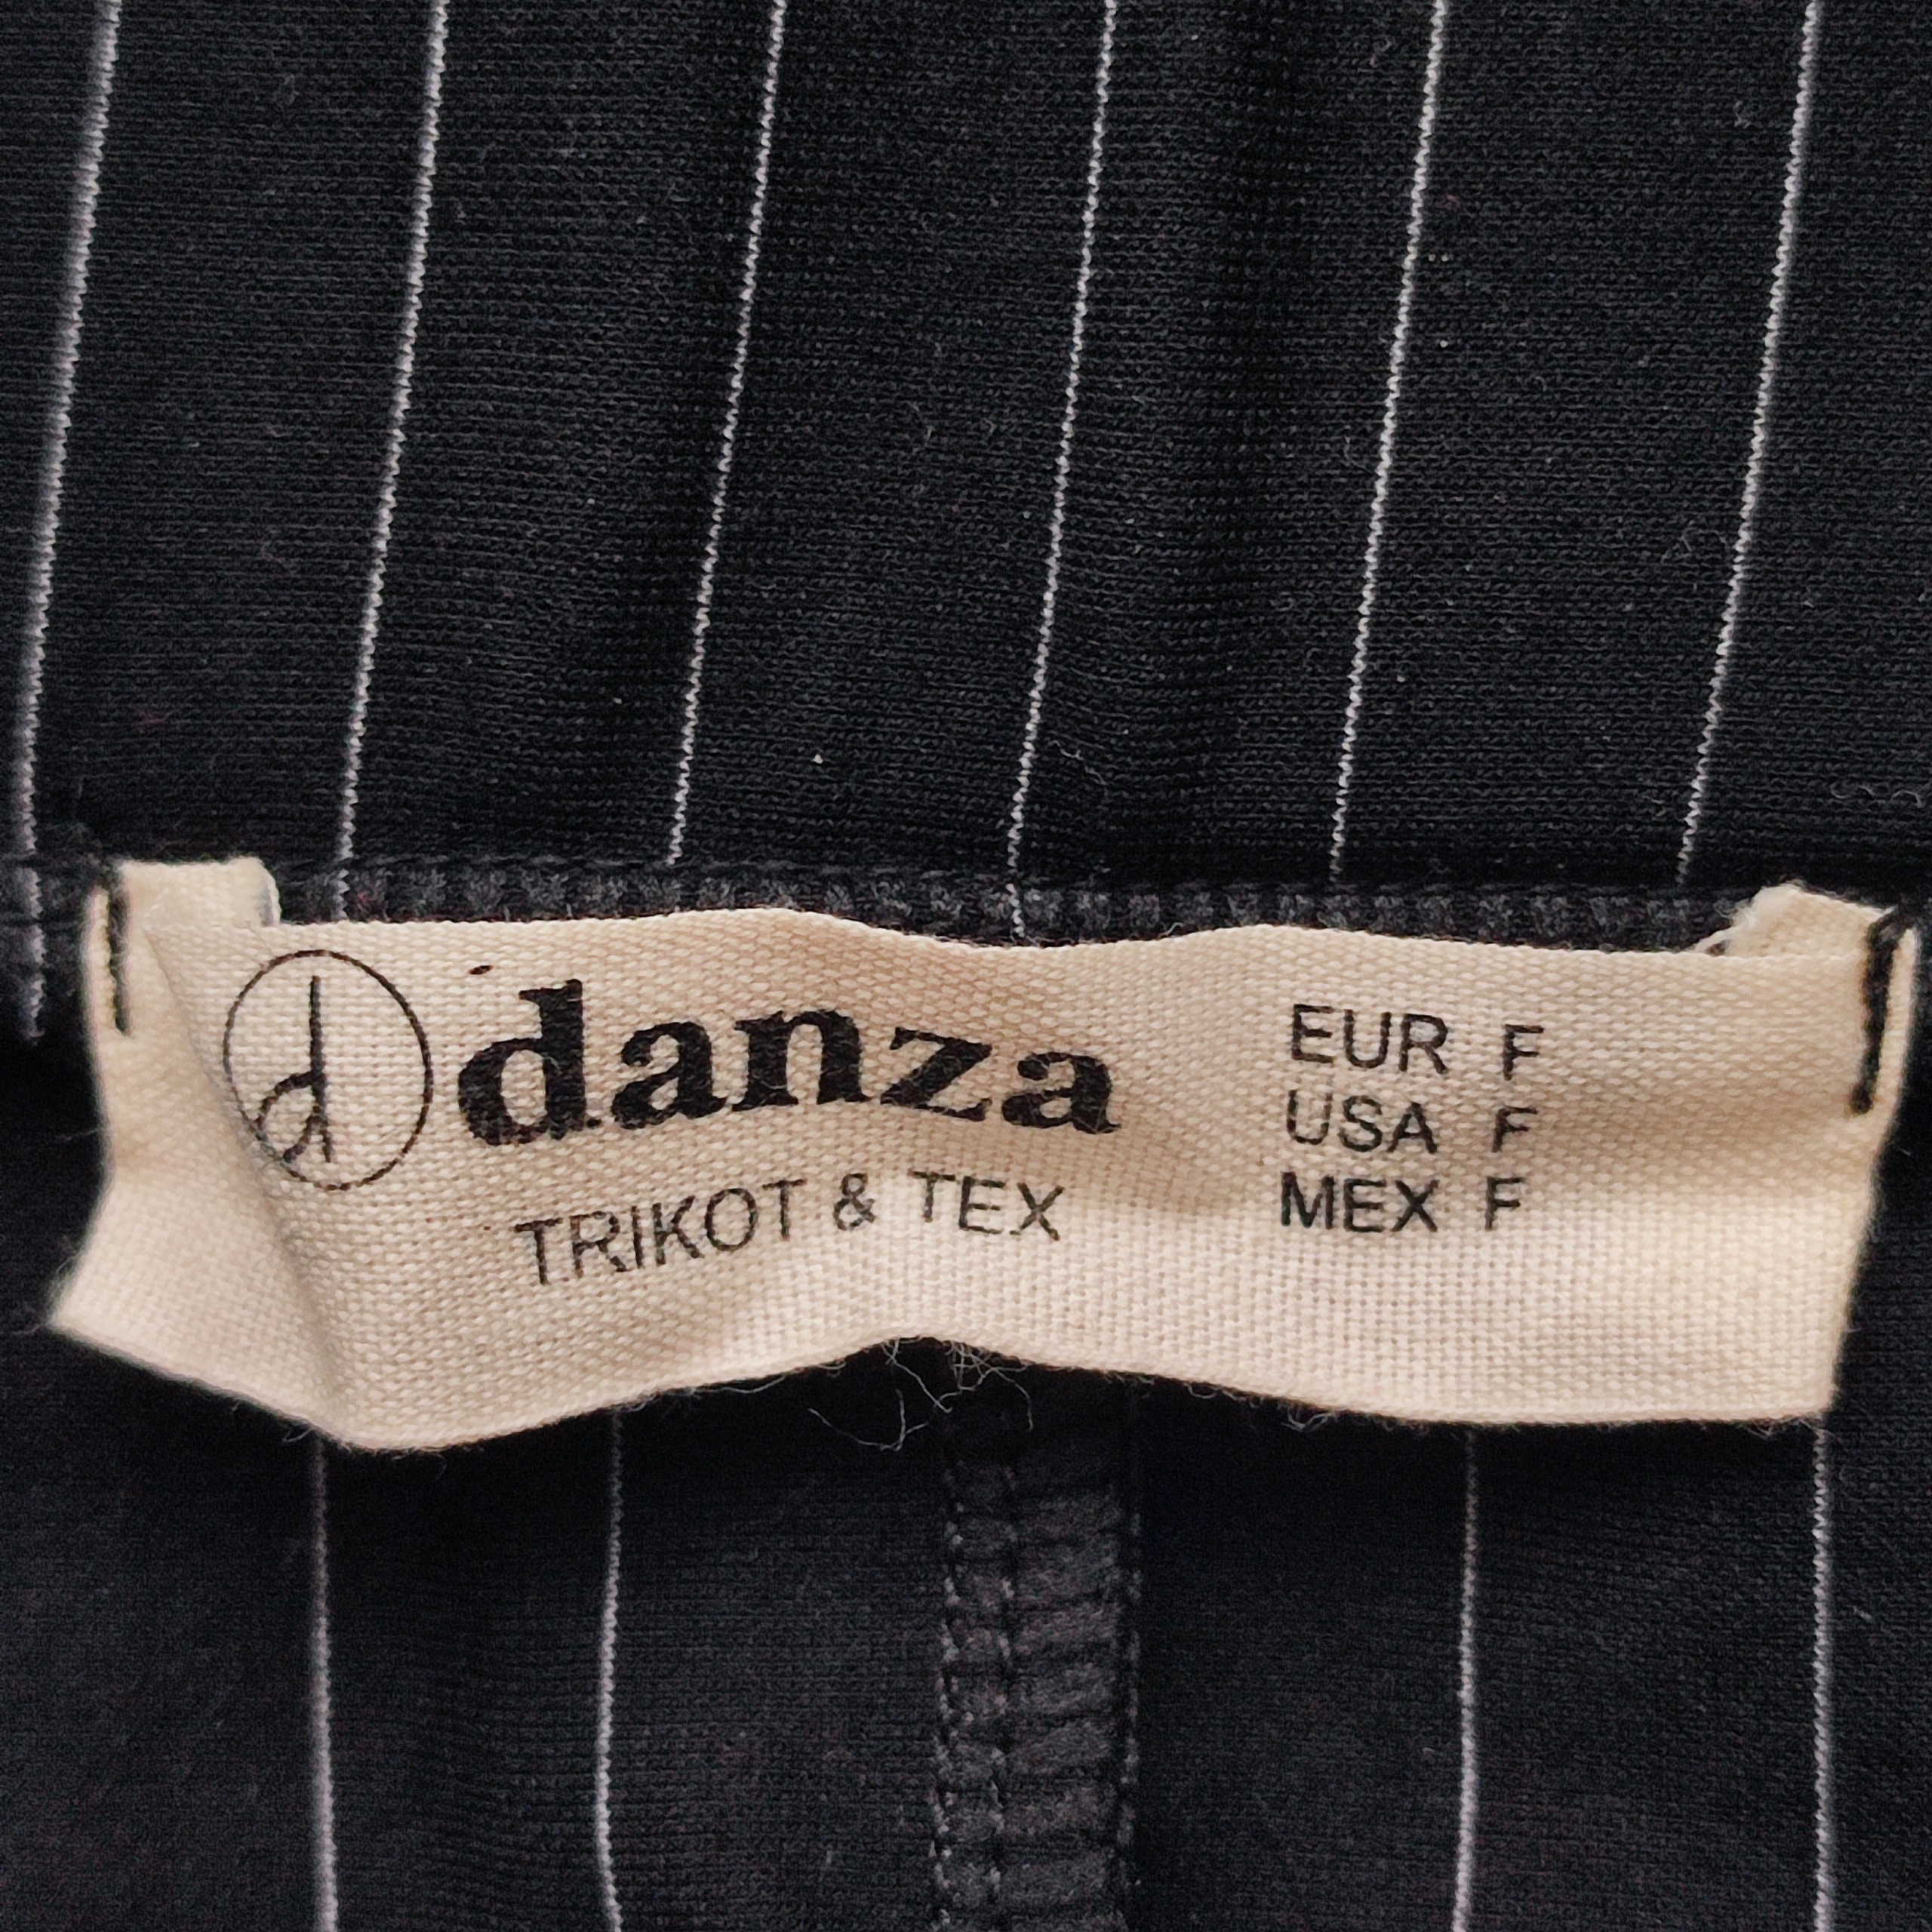 d danza
TRIKOT & TEX
EUR F
USA F
MEX F